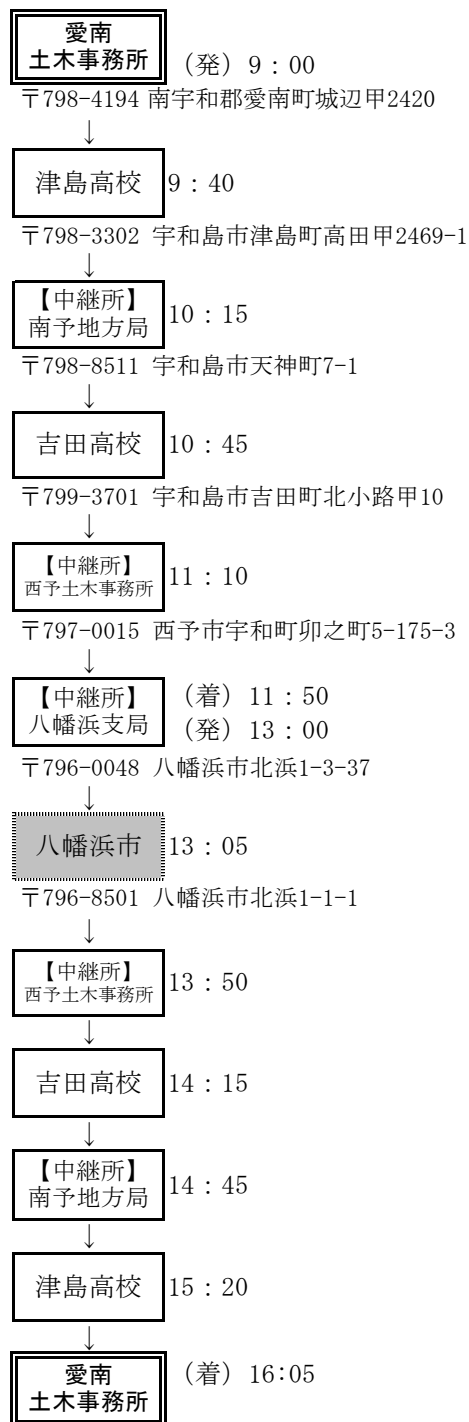 愛南
土木事務所
（発）9：00
〒798-4194 南宇和郡愛南町城辺甲2420
↓
津島高校
9：40
〒798-3302 宇和島市津島町高田甲2469-1
↓
【中継所】
南予地方局
10：15
〒798-8511 宇和島市天神町7-1
↓
吉田高校
10：45
〒799-3701 宇和島市吉田町北小路甲10
↓
【中継所】
西予土木事務所
11：10
〒797-0015 西予市宇和町卯之町5-175-3
↓
【中継所】
八幡浜支局
（着）11：50
（発）13：00
〒796-0048 八幡浜市北浜1-3-37
↓
八幡浜市
13：05
〒796-8501 八幡浜市北浜1-1-1
↓
【中継所】
西予土木事務所
13：50
↓
吉田高校
14：15
↓
【中継所】
南予地方局
14：45
↓
津島高校
15：20
↓
愛南
土木事務所
（着）16:05